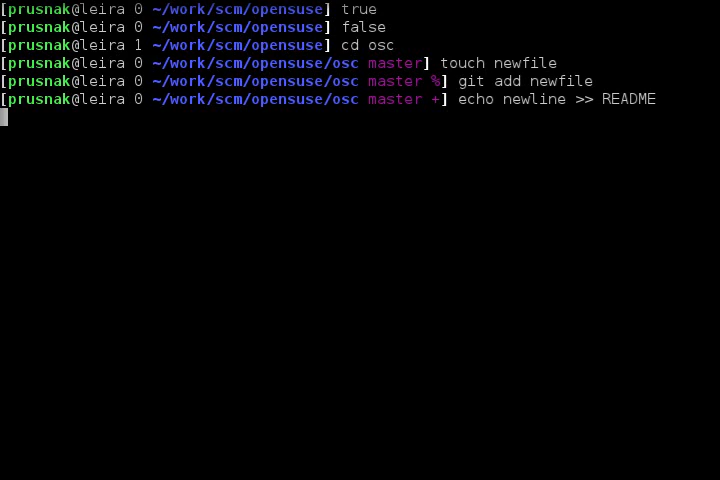 [prusnak@leira 0 ~/work/scm/opensuse] true
[prusnak@leira 0 ~/work/scm/opensuse] false
[prusnak@leira 1 ~/work/scm/opensuse] cd osc
[prusnak@leira 0 ~/work/scm/opensuse/osc master] touch newfile
[prusnak@leira 0 ~/work/scm/opensuse/osc master %] git add newfile
[prusnak@leira 0 ~/work/scm/opensuse/osc master +] echo newline >> README